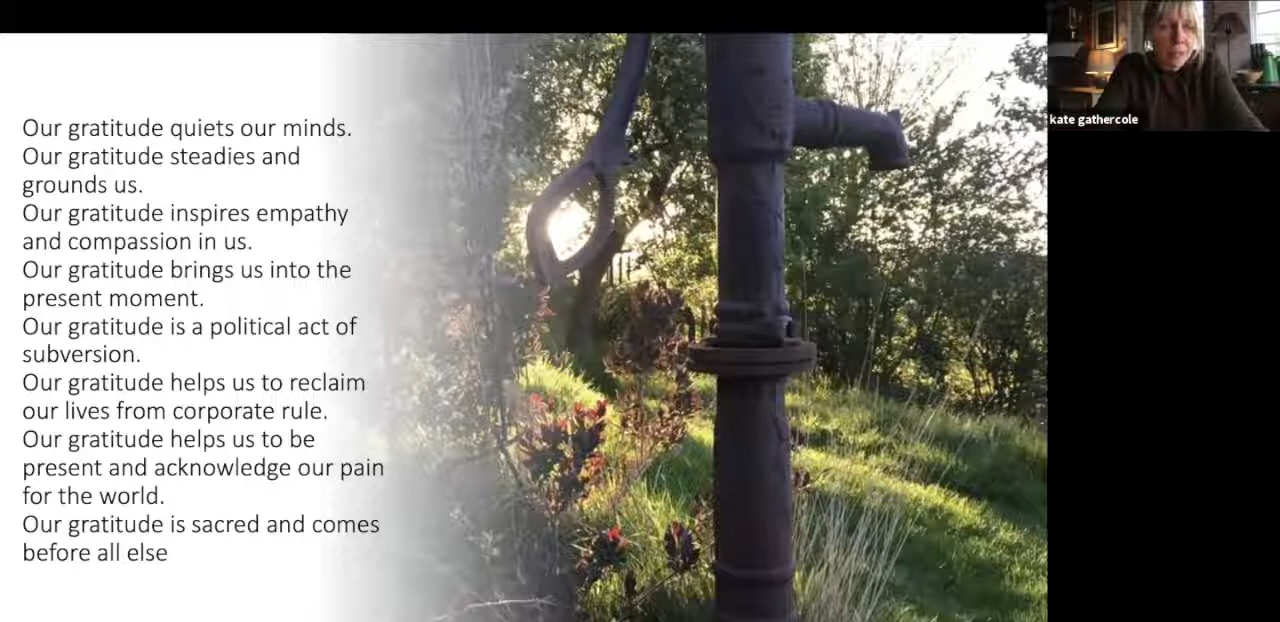 Our gratitude quiets our minds.
Our gratitude steadies and
grounds us.
Our gratitude inspires empathy
and compassion in us.
Our gratitude brings us into the
present moment.
Our gratitude is a political act of
subversion.
Our gratitude helps us to reclaim
our lives from corporate rule.
Our gratitude helps us to be
present and acknowledge our pain
for the world.
Our gratitude is sacred and comes
before all else
kate gathercole